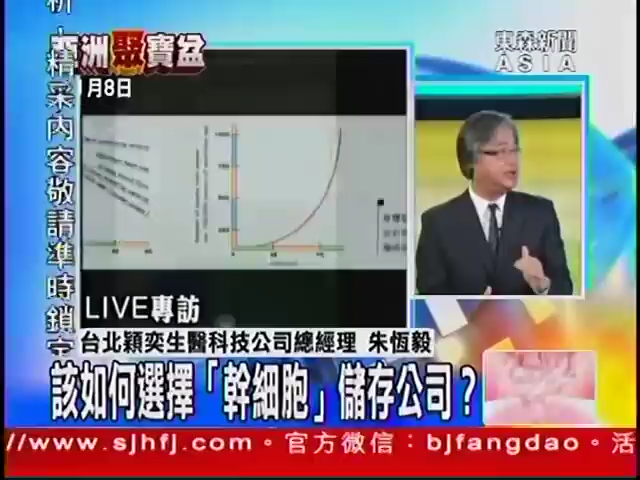 析，精采內容敬請準時鎖定
亞洲聚寶盆
月8日
東森新聞
ASIA
LIVE專訪
台北穎奕生醫科技公司總經理 朱恆毅
該如何選擇「幹細胞」儲存公司？
//www.sjhfj.com。官方微信：bjfangdao。活